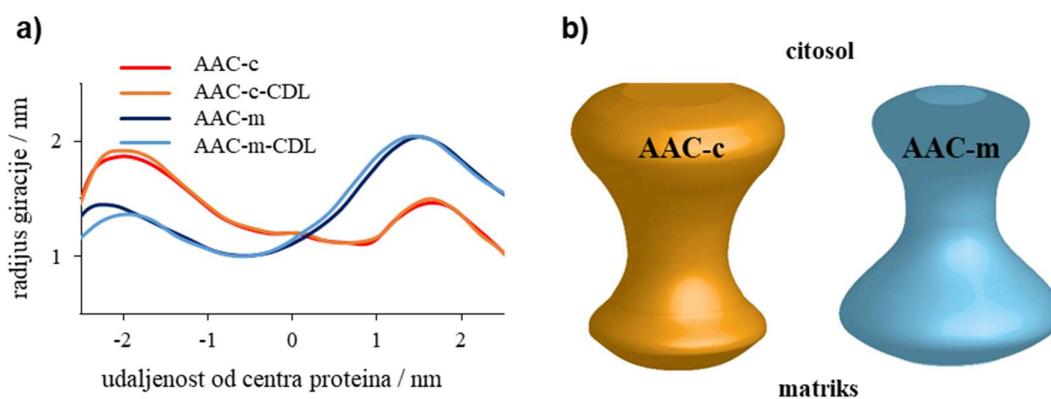 a)
AAC-c
AAC-c-CDL
AAC-m
AAC-m-CDL
radijus giracije / nm
2
1
-2 -1 0 1 2
udaljenost od centra proteina / nm
b)
citosol
AAC-c AAC-m
matriks